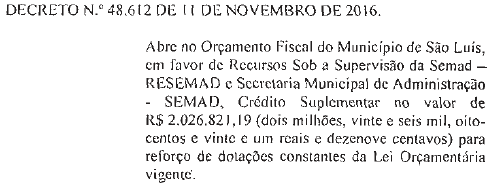 DECRETO N.º 48.612 DE 11 DE NOVEMBRO DE 2016.
Abre no Orçamento Fiscal do Município de São Luís,
em favor de Recursos Sob a Supervisão da Semad –
RESEMAD e Secretaria Municipal de Administração
- SEMAD, Crédito Suplementar no valor de
R$ 2.026.821,19 (dois milhões, vinte e seis mil, oito-
centos e vinte e um reais e dezenove centavos) para
reforço de dotações constantes da Lei Orçamentária
vigente.